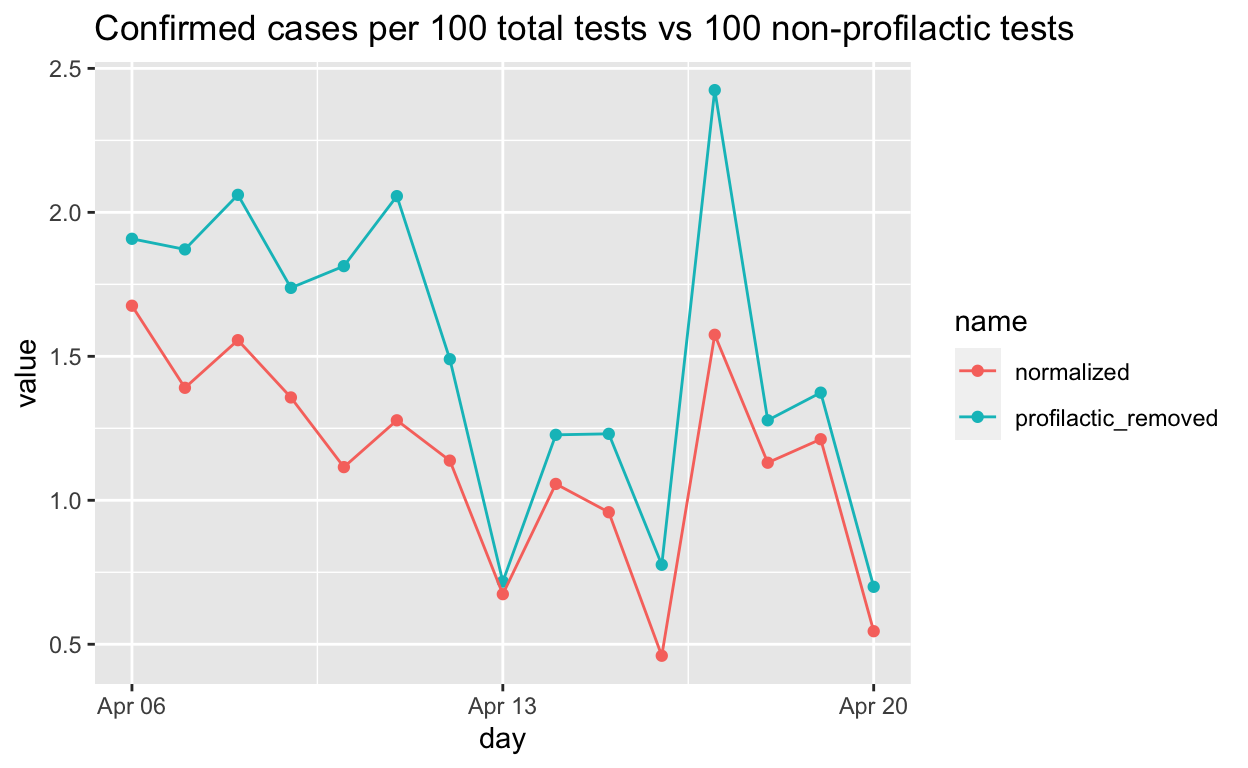 Confirmed cases per 100 total tests vs 100 non-profilactic tests
2.5
2.0
1.5
1.0
0.5
value
Apr 06
Apr 13
Apr 20
day
name
normalized
profilactic_removed